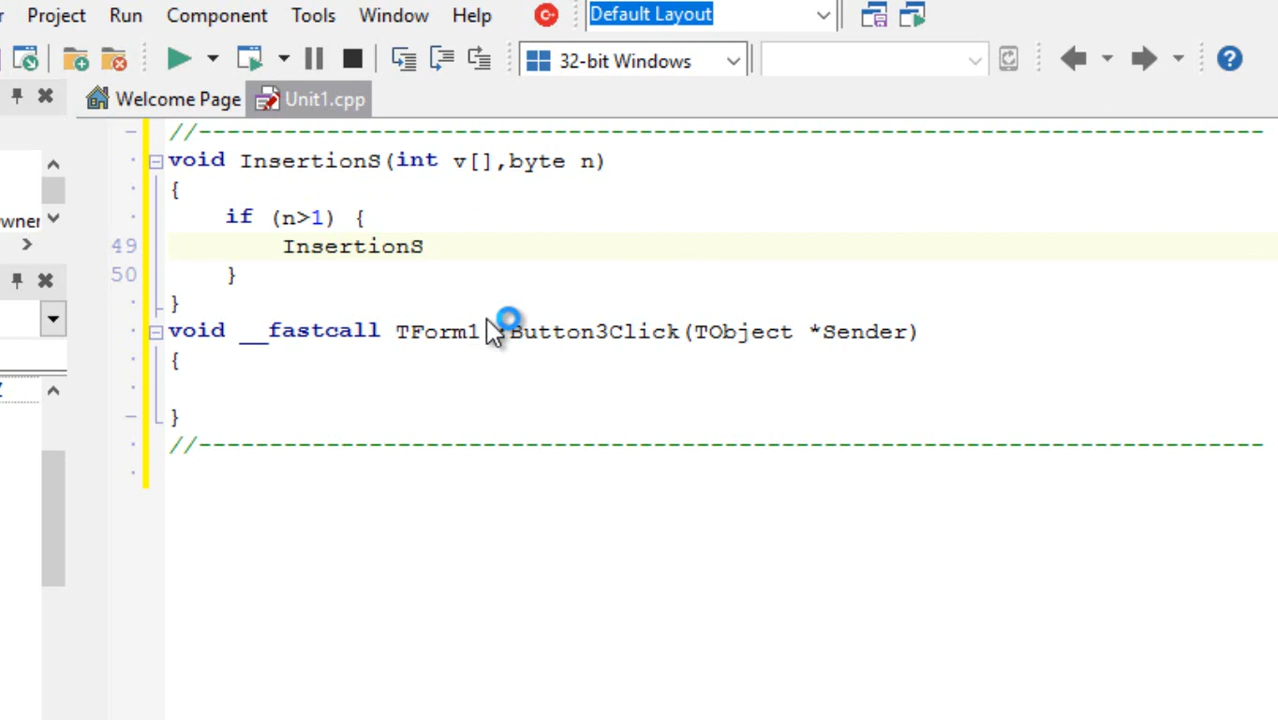 Project Run Component Tools Window Help Default Layout
32-bit Windows
Welcome Page Unit1.cpp
//---------------------------------------------------------------------------
void InsertionS(int v[],byte n)
{
if (n>1) {
49 InsertionS
50 }
}
void __fastcall TForm1::Button3Click(TObject *Sender)
{
}
//---------------------------------------------------------------------------